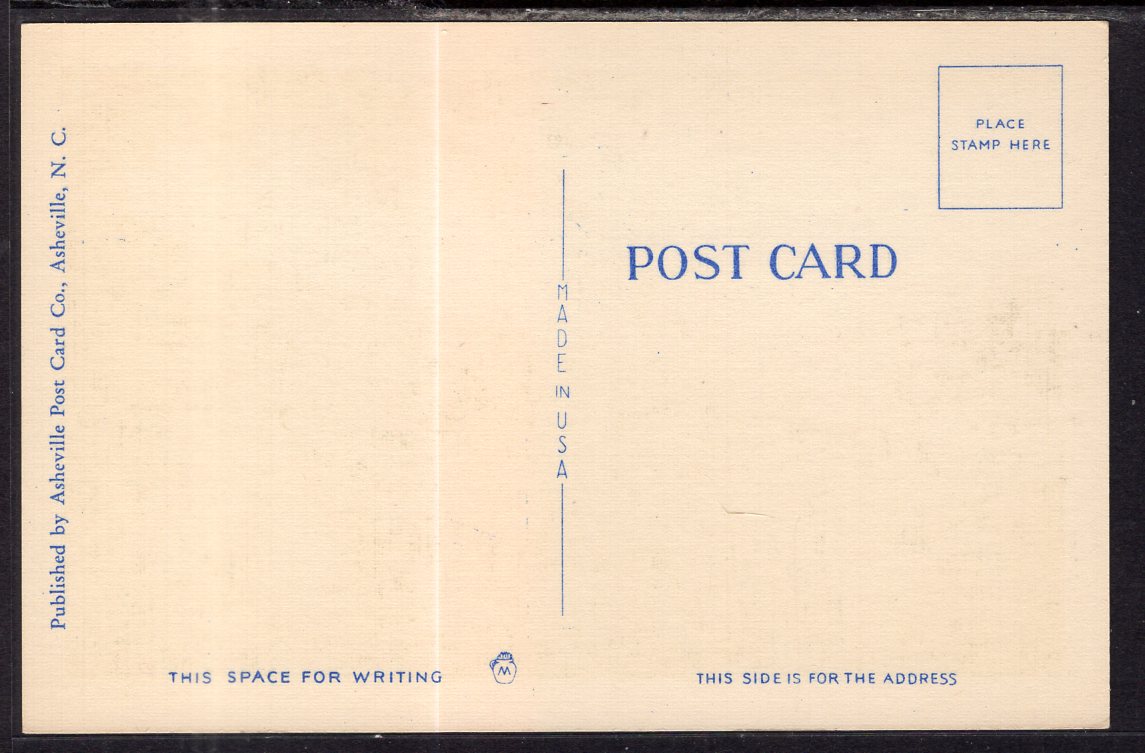 Published by Asheville Post Card Co., Asheville, N. C.
PLACE
STAMP HERE
POST CARD
MADE IN USA
THIS SPACE FOR WRITING
W
THIS SIDE IS FOR THE ADDRESS